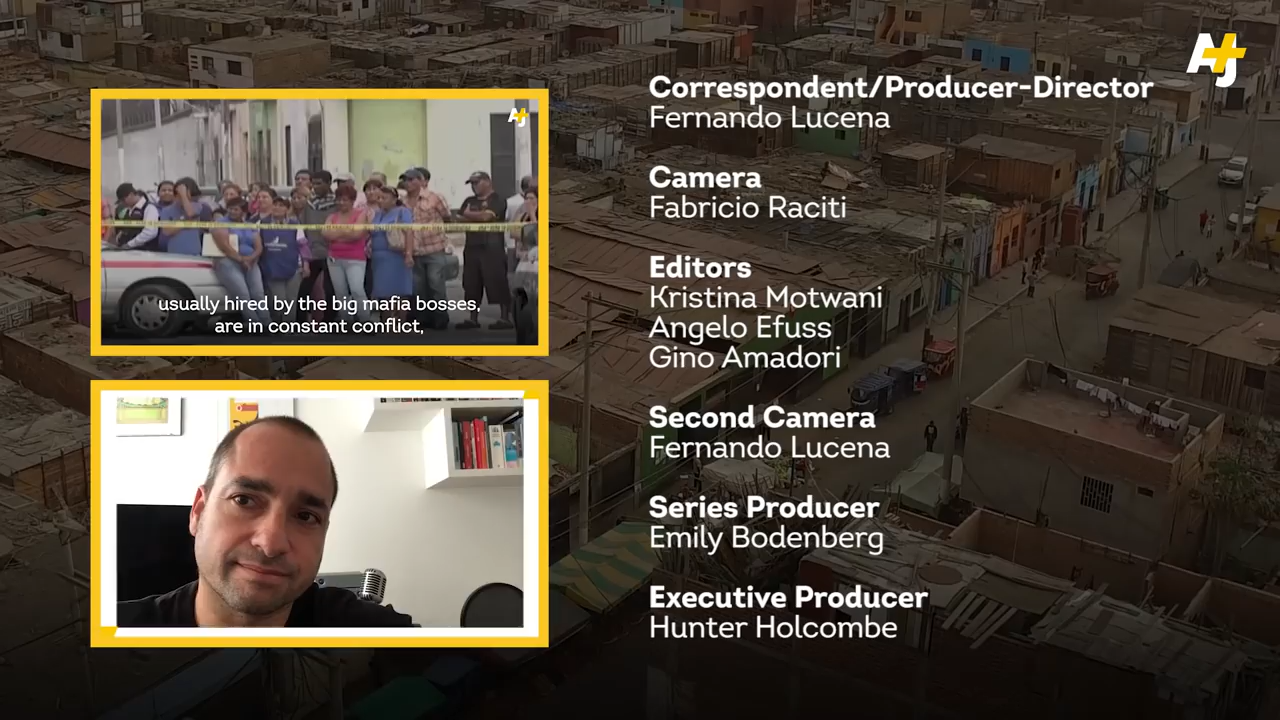 AJ+
AJ+
usually hired by the big mafia bosses,
are in constant conflict,
Correspondent/Producer-Director
Fernando Lucena
Camera
Fabricio Raciti
Editors
Kristina Motwani
Angelo Efuss
Gino Amadori
Second Camera
Fernando Lucena
Series Producer
Emily Bodenberg
Executive Producer
Hunter Holcombe